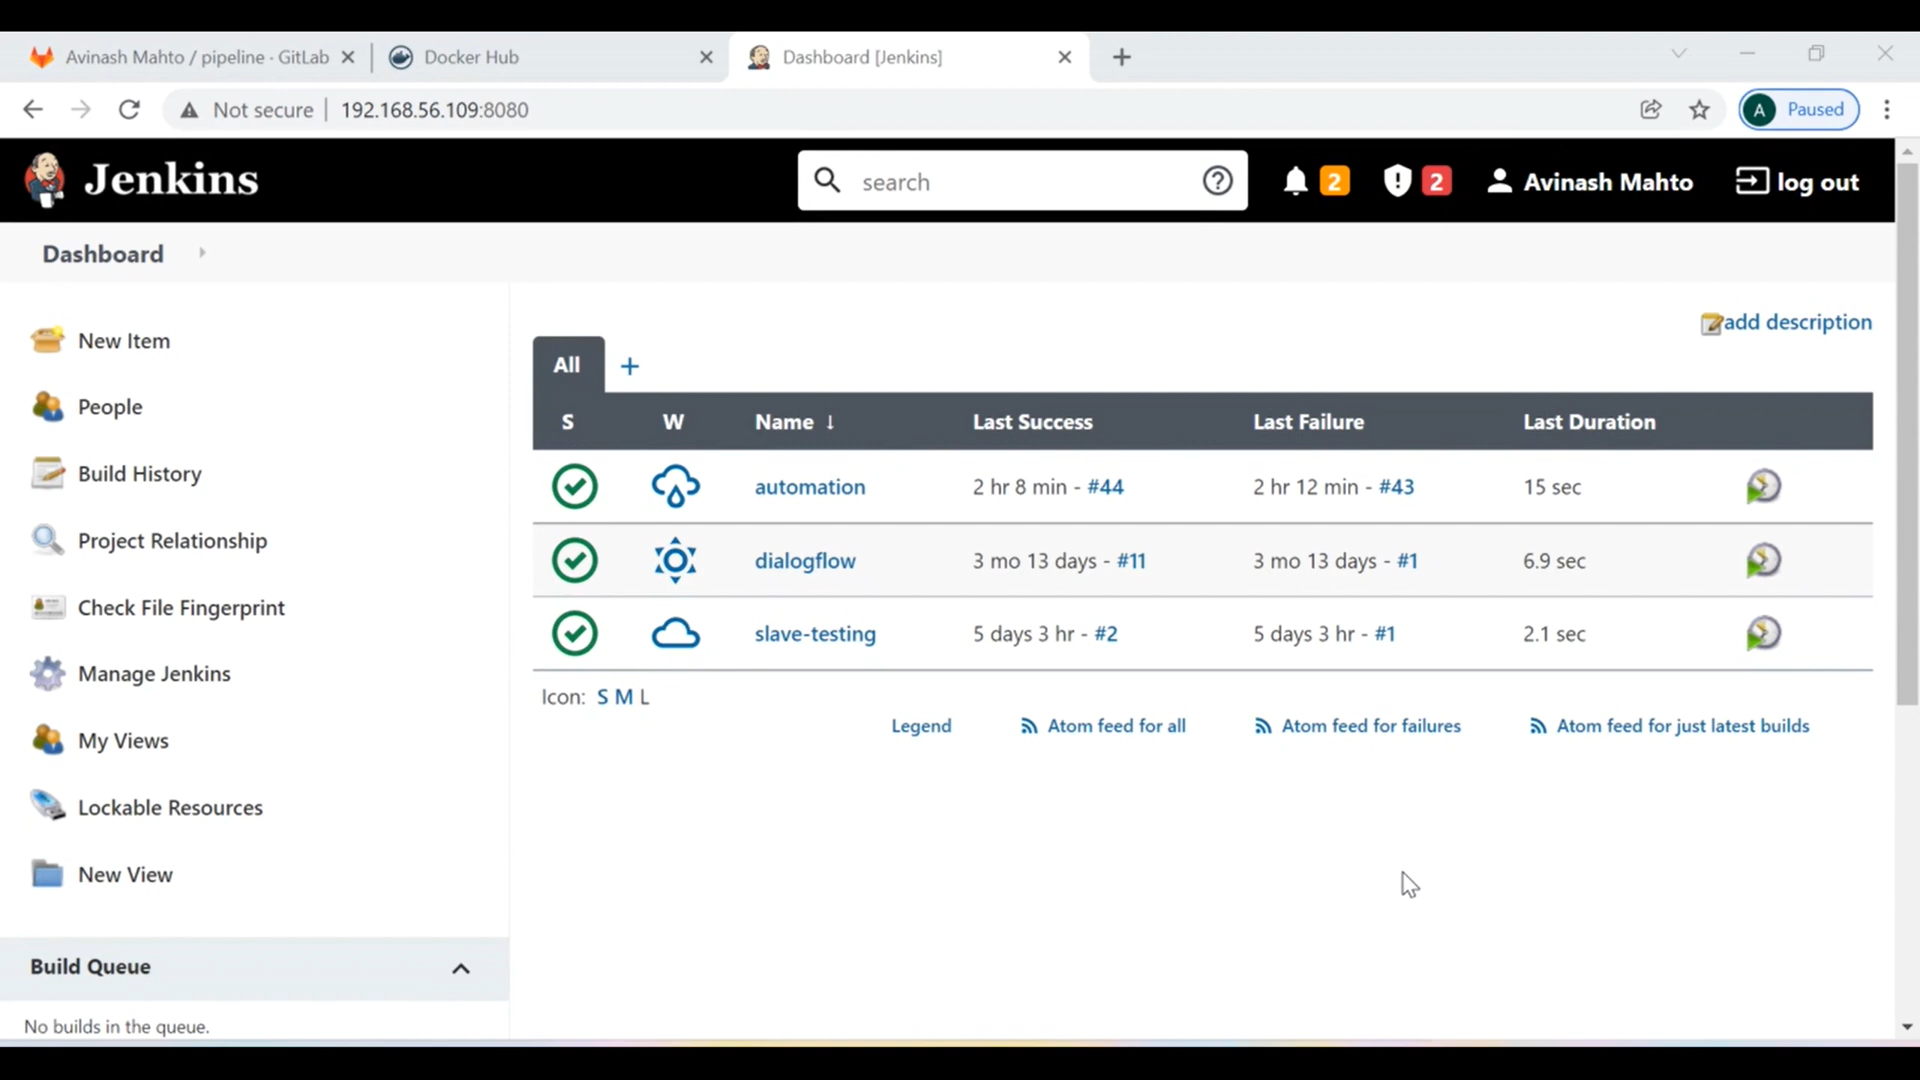 Avinash Mahto / pipeline · GitLab
Docker Hub
Dashboard [Jenkins]
Not secure | 192.168.56.109:8080
A Paused
Jenkins
search
2
2
Avinash Mahto
log out
Dashboard
New Item
People
Build History
Project Relationship
Check File Fingerprint
Manage Jenkins
My Views
Lockable Resources
New View
Build Queue
No builds in the queue.
add description
All +
S W Name ↓ Last Success Last Failure Last Duration
automation 2 hr 8 min - #44 2 hr 12 min - #43 15 sec
dialogflow 3 mo 13 days - #11 3 mo 13 days - #1 6.9 sec
slave-testing 5 days 3 hr - #2 5 days 3 hr - #1 2.1 sec
Icon: S M L
Legend Atom feed for all Atom feed for failures Atom feed for just latest builds